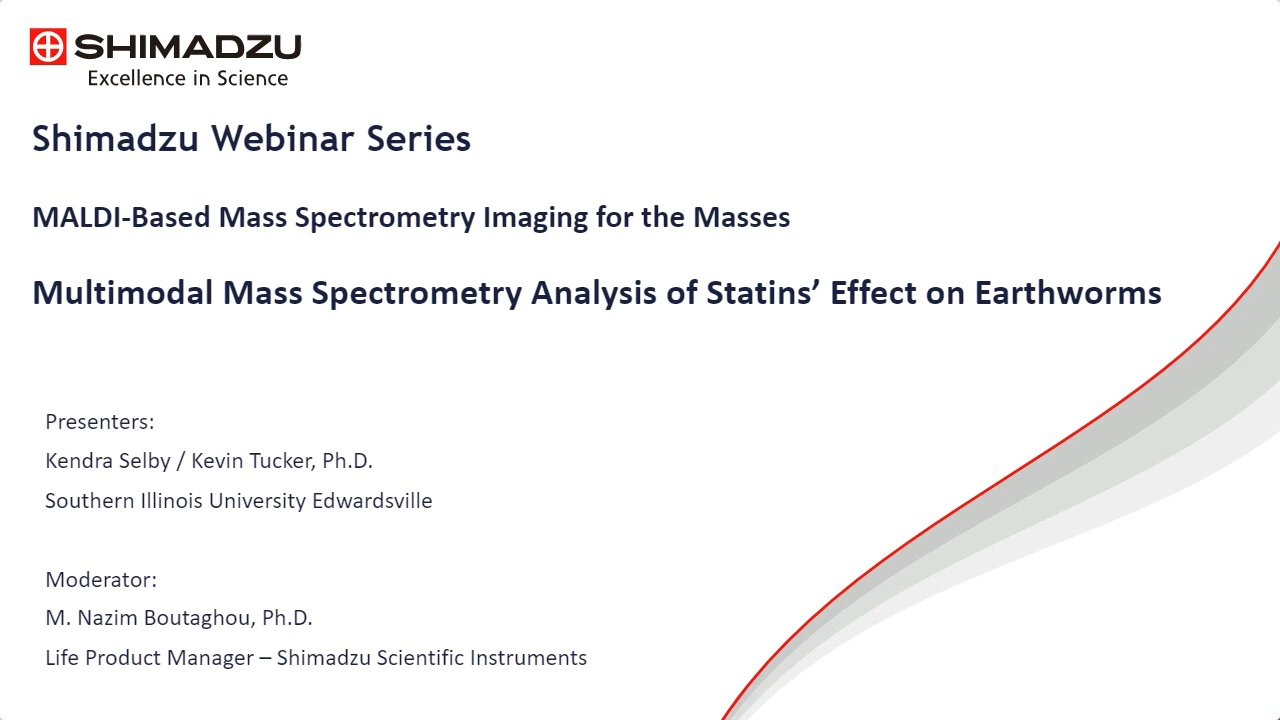 SHIMADZU
Excellence in Science
Shimadzu Webinar Series
MALDI-Based Mass Spectrometry Imaging for the Masses
Multimodal Mass Spectrometry Analysis of Statins’ Effect on Earthworms
Presenters:
Kendra Selby / Kevin Tucker, Ph.D.
Southern Illinois University Edwardsville
Moderator:
M. Nazim Boutaghou, Ph.D.
Life Product Manager – Shimadzu Scientific Instruments